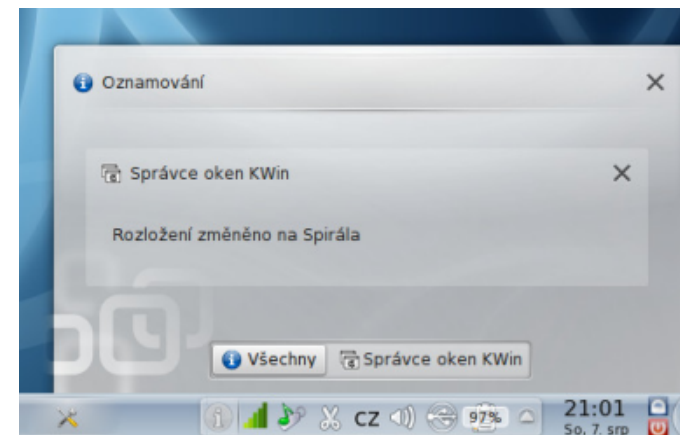 Oznamování
Správce oken KWin
Rozložení změněno na Spirála
Všechny Správce oken KWin
CZ 97% 21:01
So, 7. srp